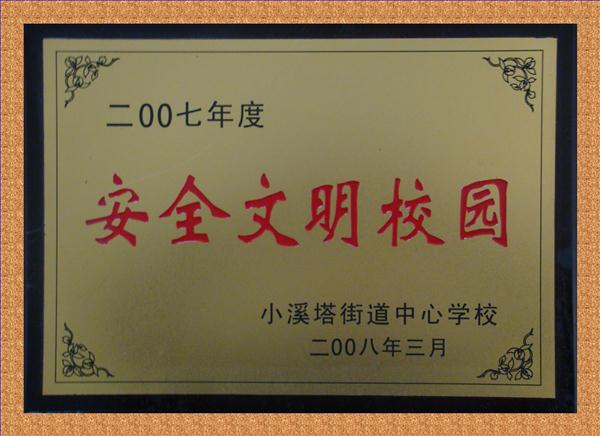 二00七年度
安全文明校园
小溪塔街道中心学校
二00八年三月